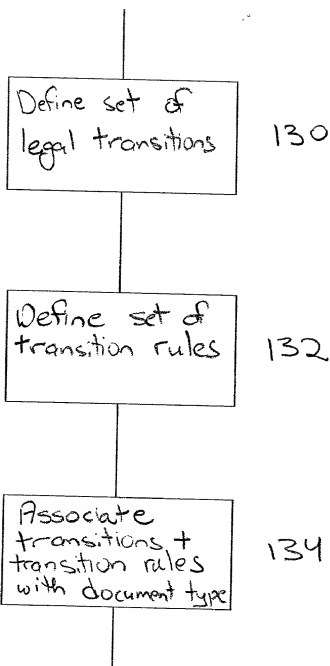 Define set of
legal transitions
130
Define set of
transition rules
132
Associate
transitions +
transition rules
with document type
134